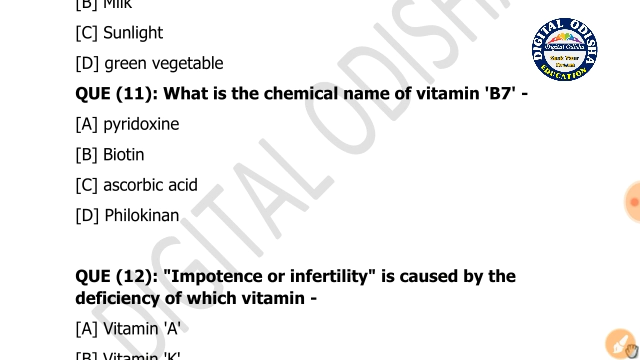 [B] Milk
[C] Sunlight
[D] green vegetable
QUE (11): What is the chemical name of vitamin 'B7' -
[A] pyridoxine
[B] Biotin
[C] ascorbic acid
[D] Philokinan
QUE (12): "Impotence or infertility" is caused by the
deficiency of which vitamin -
[A] Vitamin 'A'
[B] Vitamin 'K'
DIGITAL ODISHA
DIGITAL ODISHA
Digital Odisha
EDUCATION